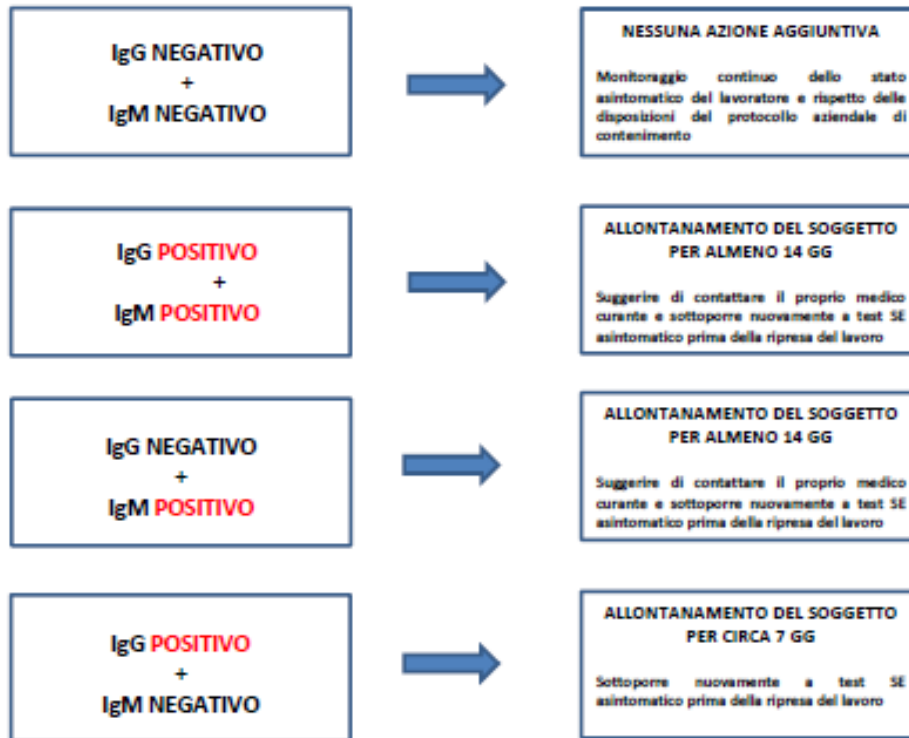 IgG NEGATIVO
+
IgM NEGATIVO
NESSUNA AZIONE AGGIUNTIVA
Monitoraggio continuo dello stato
asintomatico del lavoratore e rispetto delle
disposizioni del protocollo aziendale di
contenimento
IgG POSITIVO
+
IgM POSITIVO
ALLONTANAMENTO DEL SOGGETTO
PER ALMENO 14 GG
Suggerire di contattare il proprio medico
curante e sottoporre nuovamente a test SE
asintomatico prima della ripresa del lavoro
IgG NEGATIVO
+
IgM POSITIVO
ALLONTANAMENTO DEL SOGGETTO
PER ALMENO 14 GG
Suggerire di contattare il proprio medico
curante e sottoporre nuovamente a test SE
asintomatico prima della ripresa del lavoro
IgG POSITIVO
+
IgM NEGATIVO
ALLONTANAMENTO DEL SOGGETTO
PER CIRCA 7 GG
Sottoporre nuovamente a test SE
asintomatico prima della ripresa del lavoro